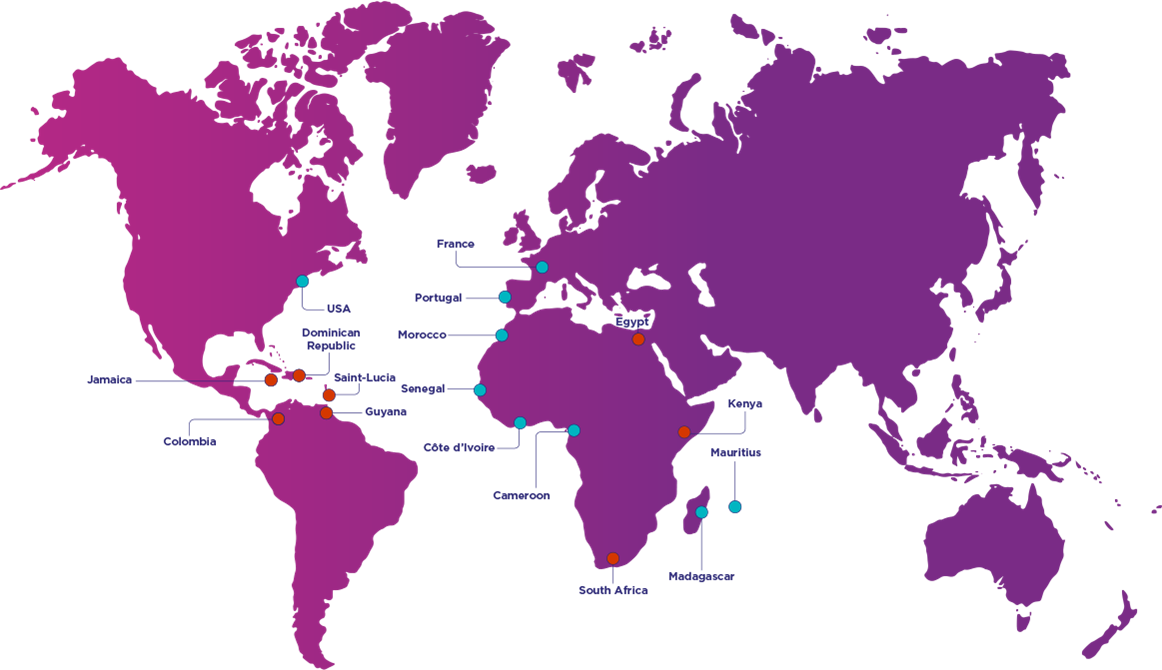 France
Portugal
USA
Egypt
Morocco
Dominican
Republic
Jamaica
Saint-Lucia
Senegal
Kenya
Guyana
Colombia
Côte d'Ivoire
Mauritius
Cameroon
Madagascar
South Africa